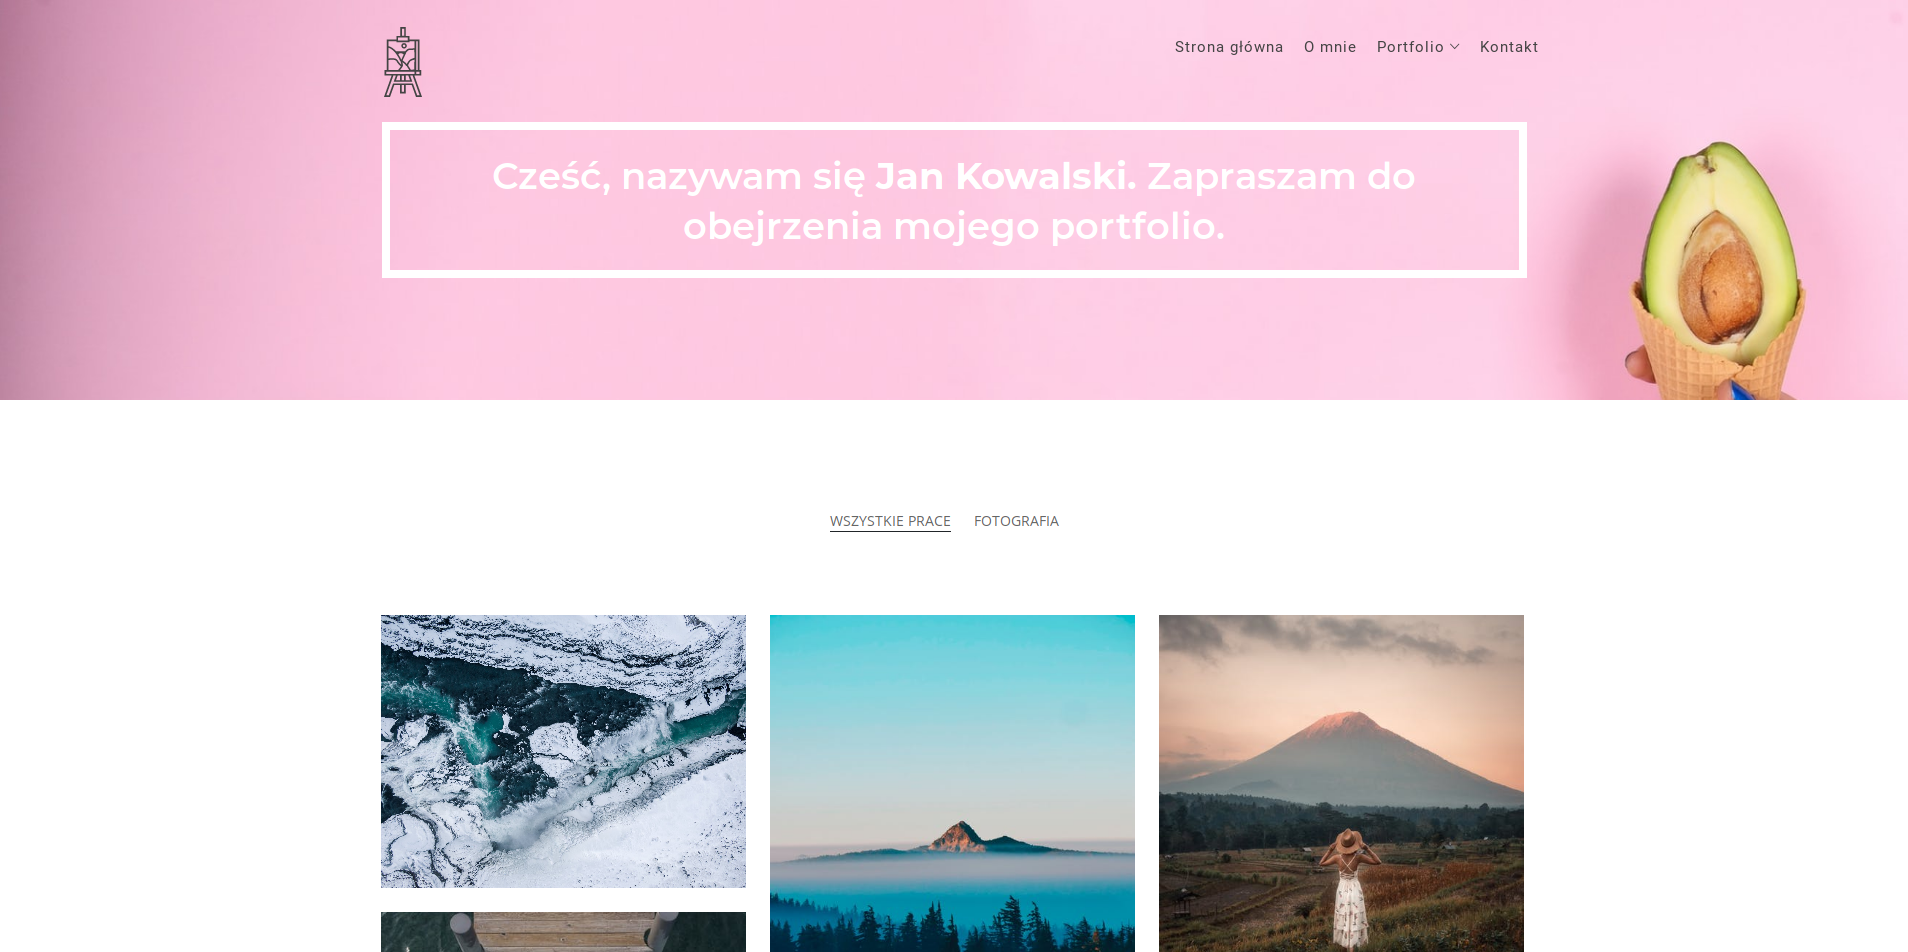 Strona główna O mnie Portfolio Kontakt
Cześć, nazywam się Jan Kowalski. Zapraszam do
obejrzenia mojego portfolio.
WSZYSTKIE PRACE FOTOGRAFIA